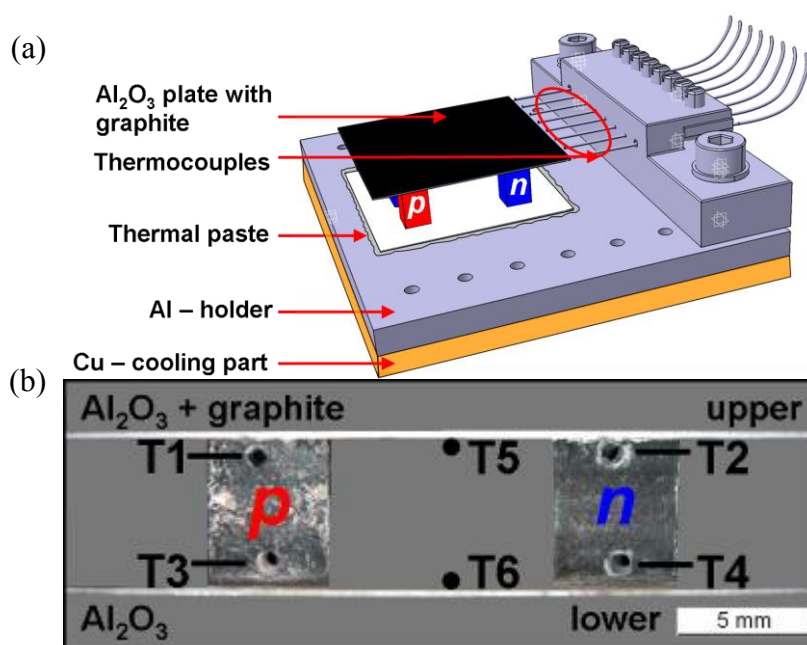 (a)
Al₂O₃ plate with
graphite
Thermocouples
p
n
Thermal paste
Al – holder
Cu – cooling part
(b)
Al₂O₃ + graphite upper
T1 T5 T2
p n
T3 T6 T4
Al₂O₃ lower 5 mm